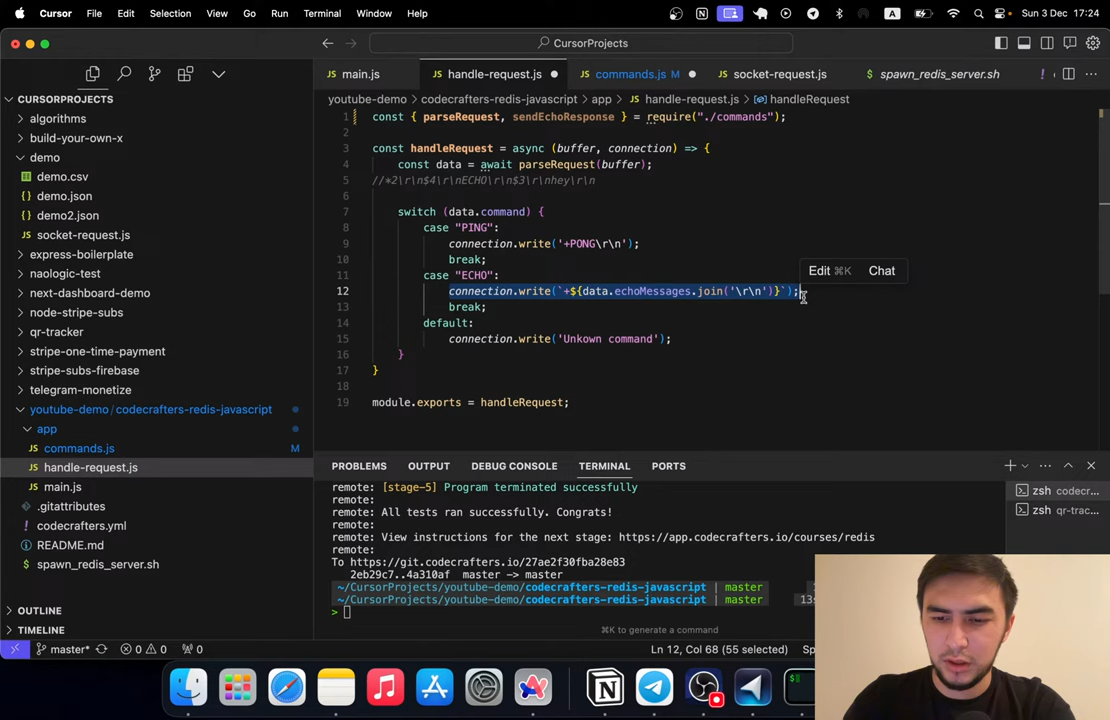 Cursor File Edit Selection View Go Run Terminal Window Help A Sun 3 Dec 17:24
CursorProjects
main.js handle-request.js commands.js M socket-request.js spawn_redis_server.sh !
CURSORPROJECTS
algorithms
build-your-own-x
demo
demo.csv
demo.json
demo2.json
JS socket-request.js
express-boilerplate
naologic-test
next-dashboard-demo
qr-tracker
stripe-one-time-payment
stripe-subs-firebase
telegram-monetize
youtube-demo / codecrafters-redis-javascript
app
JS commands.js M
JS handle-request.js
JS main.js
.gitattributes
! codecrafters.yml
README.md
spawn_redis_server.sh
OUTLINE
TIMELINE
youtube-demo > codecrafters-redis-javascript > app > JS handle-request.js > handleRequest
1 const { parseRequest, sendEchoResponse } = require("./commands");
2
3 const handleRequest = async (buffer, connection) => {
4 const data = await parseRequest(buffer);
5 //*2\r\n$4\r\nECHO\r\n$3\r\nhey\r\n
6
7 switch (data.command) {
8 case "PING":
9 connection.write('+PONG\r\n');
10 break;
11 case "ECHO":
12 connection.write(`+${data.echoMessages.join('\r\n')}`);
13 break;
14 default:
15 connection.write('Unkown command');
16 }
17 }
18
19 module.exports = handleRequest;
Edit ⌘K Chat
PROBLEMS OUTPUT DEBUG CONSOLE TERMINAL PORTS
remote: [stage-5] Program terminated successfully
remote:
remote: All tests ran successfully. Congrats!
remote:
remote: View instructions for the next stage: https://app.codecrafters.io/courses/redis
remote:
To https://git.codecrafters.io/27ae2f30fba28e83
2eb29c7..4a310af master -> master
~/CursorProjects/youtube-demo/codecrafters-redis-javascript | master
~/CursorProjects/youtube-demo/codecrafters-redis-javascript | master 13s
>
⌘K to generate a command
zsh codecr...
zsh qr-trac...
master* 0 0 0 Ln 12, Col 68 (55 selected)